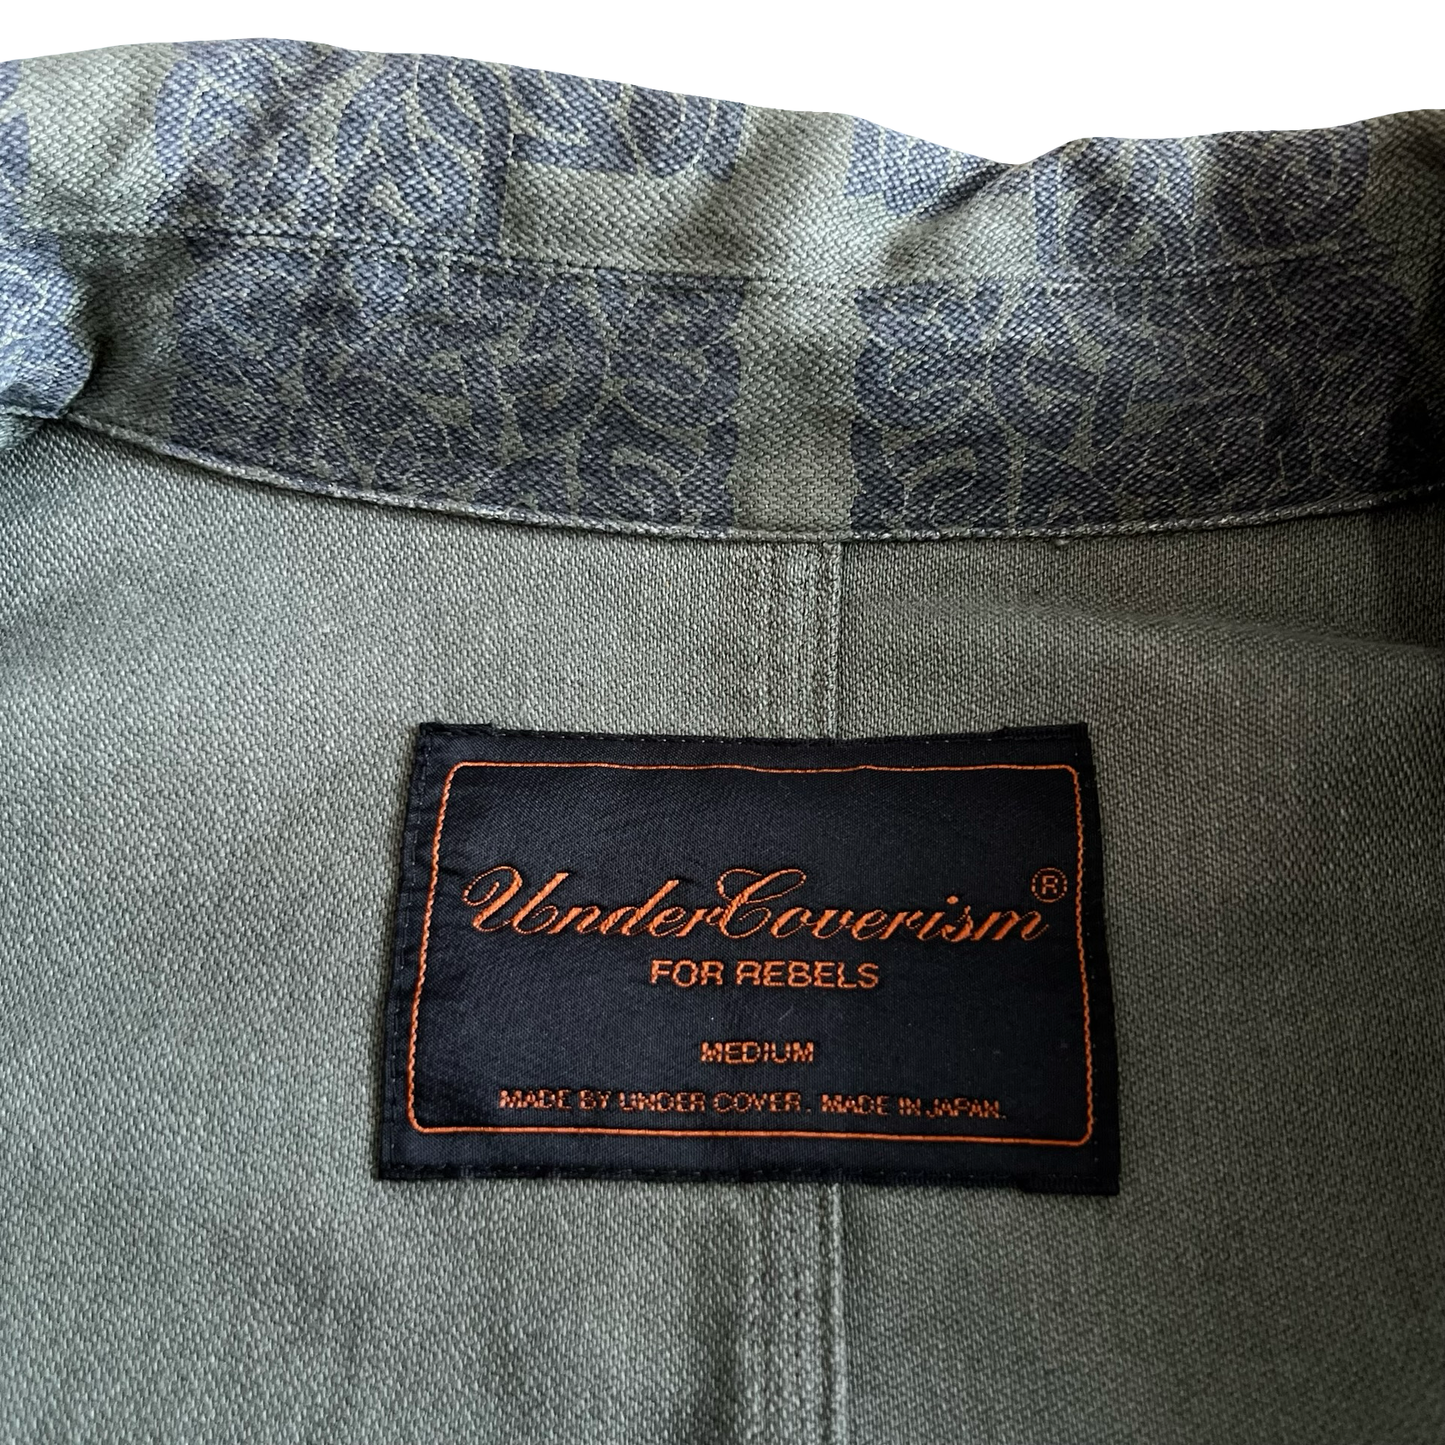 UnderCoverism®
FOR REBELS
MEDIUM
MADE BY UNDER COVER. MADE IN JAPAN.